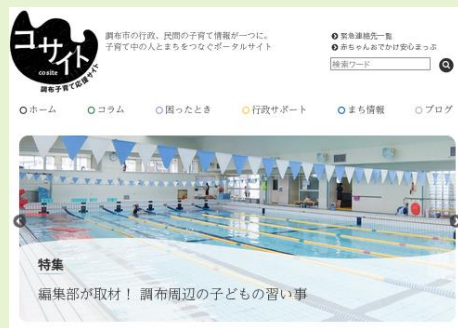 コサイト
cosite
調布子育て応援サイト
調布市の行政、民間の子育て情報が一つに。
子育て中の人とまちをつなぐポータルサイト
緊急連絡先一覧
赤ちゃんおでかけ安心まっぷ
検索ワード
ホーム
コラム
困ったとき
行政サポート
まち情報
ブログ
特集
編集部が取材！ 調布周辺の子どもの習い事